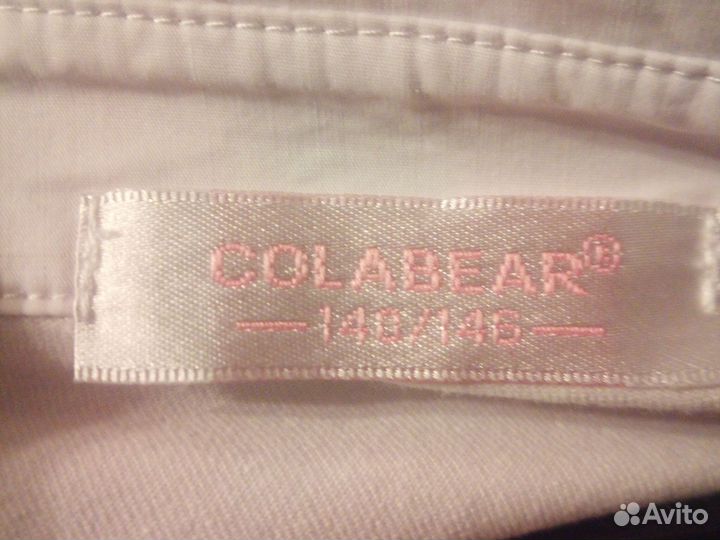 COLABEAR®
— 140/146 —
Avito